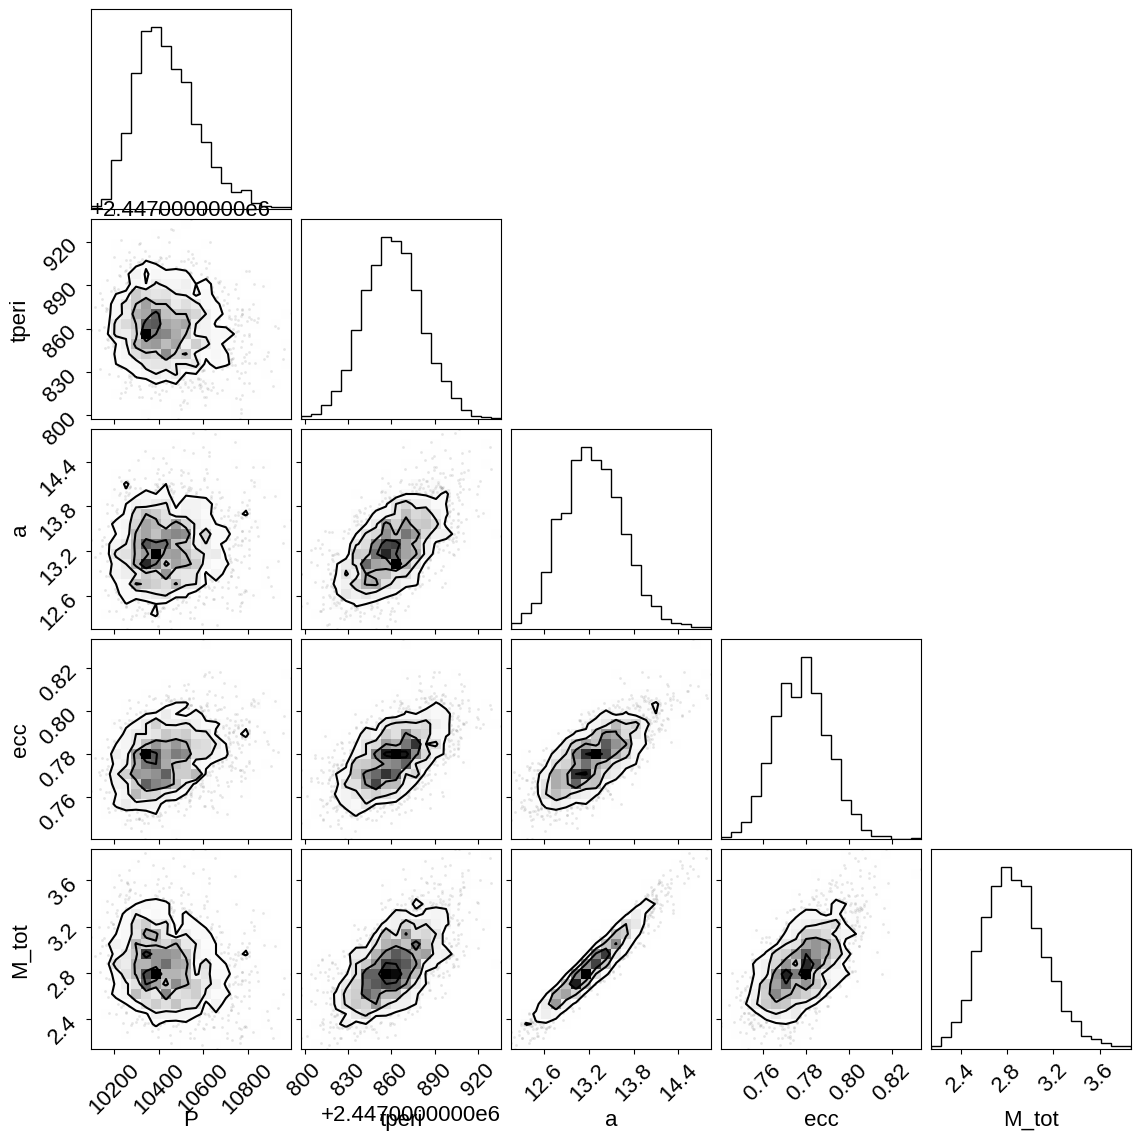 +2.4470000000e6
tperi
920
890
860
830
800
a
14.4
13.8
13.2
12.6
ecc
0.82
0.80
0.78
0.76
M_tot
3.6
3.2
2.8
2.4
10200 10400 10600 10800
800 830 860 890 920
12.6 13.2 13.8 14.4
0.76 0.78 0.80 0.82
2.4 2.8 3.2 3.6
+2.4470000000e6
P tperi a ecc M_tot